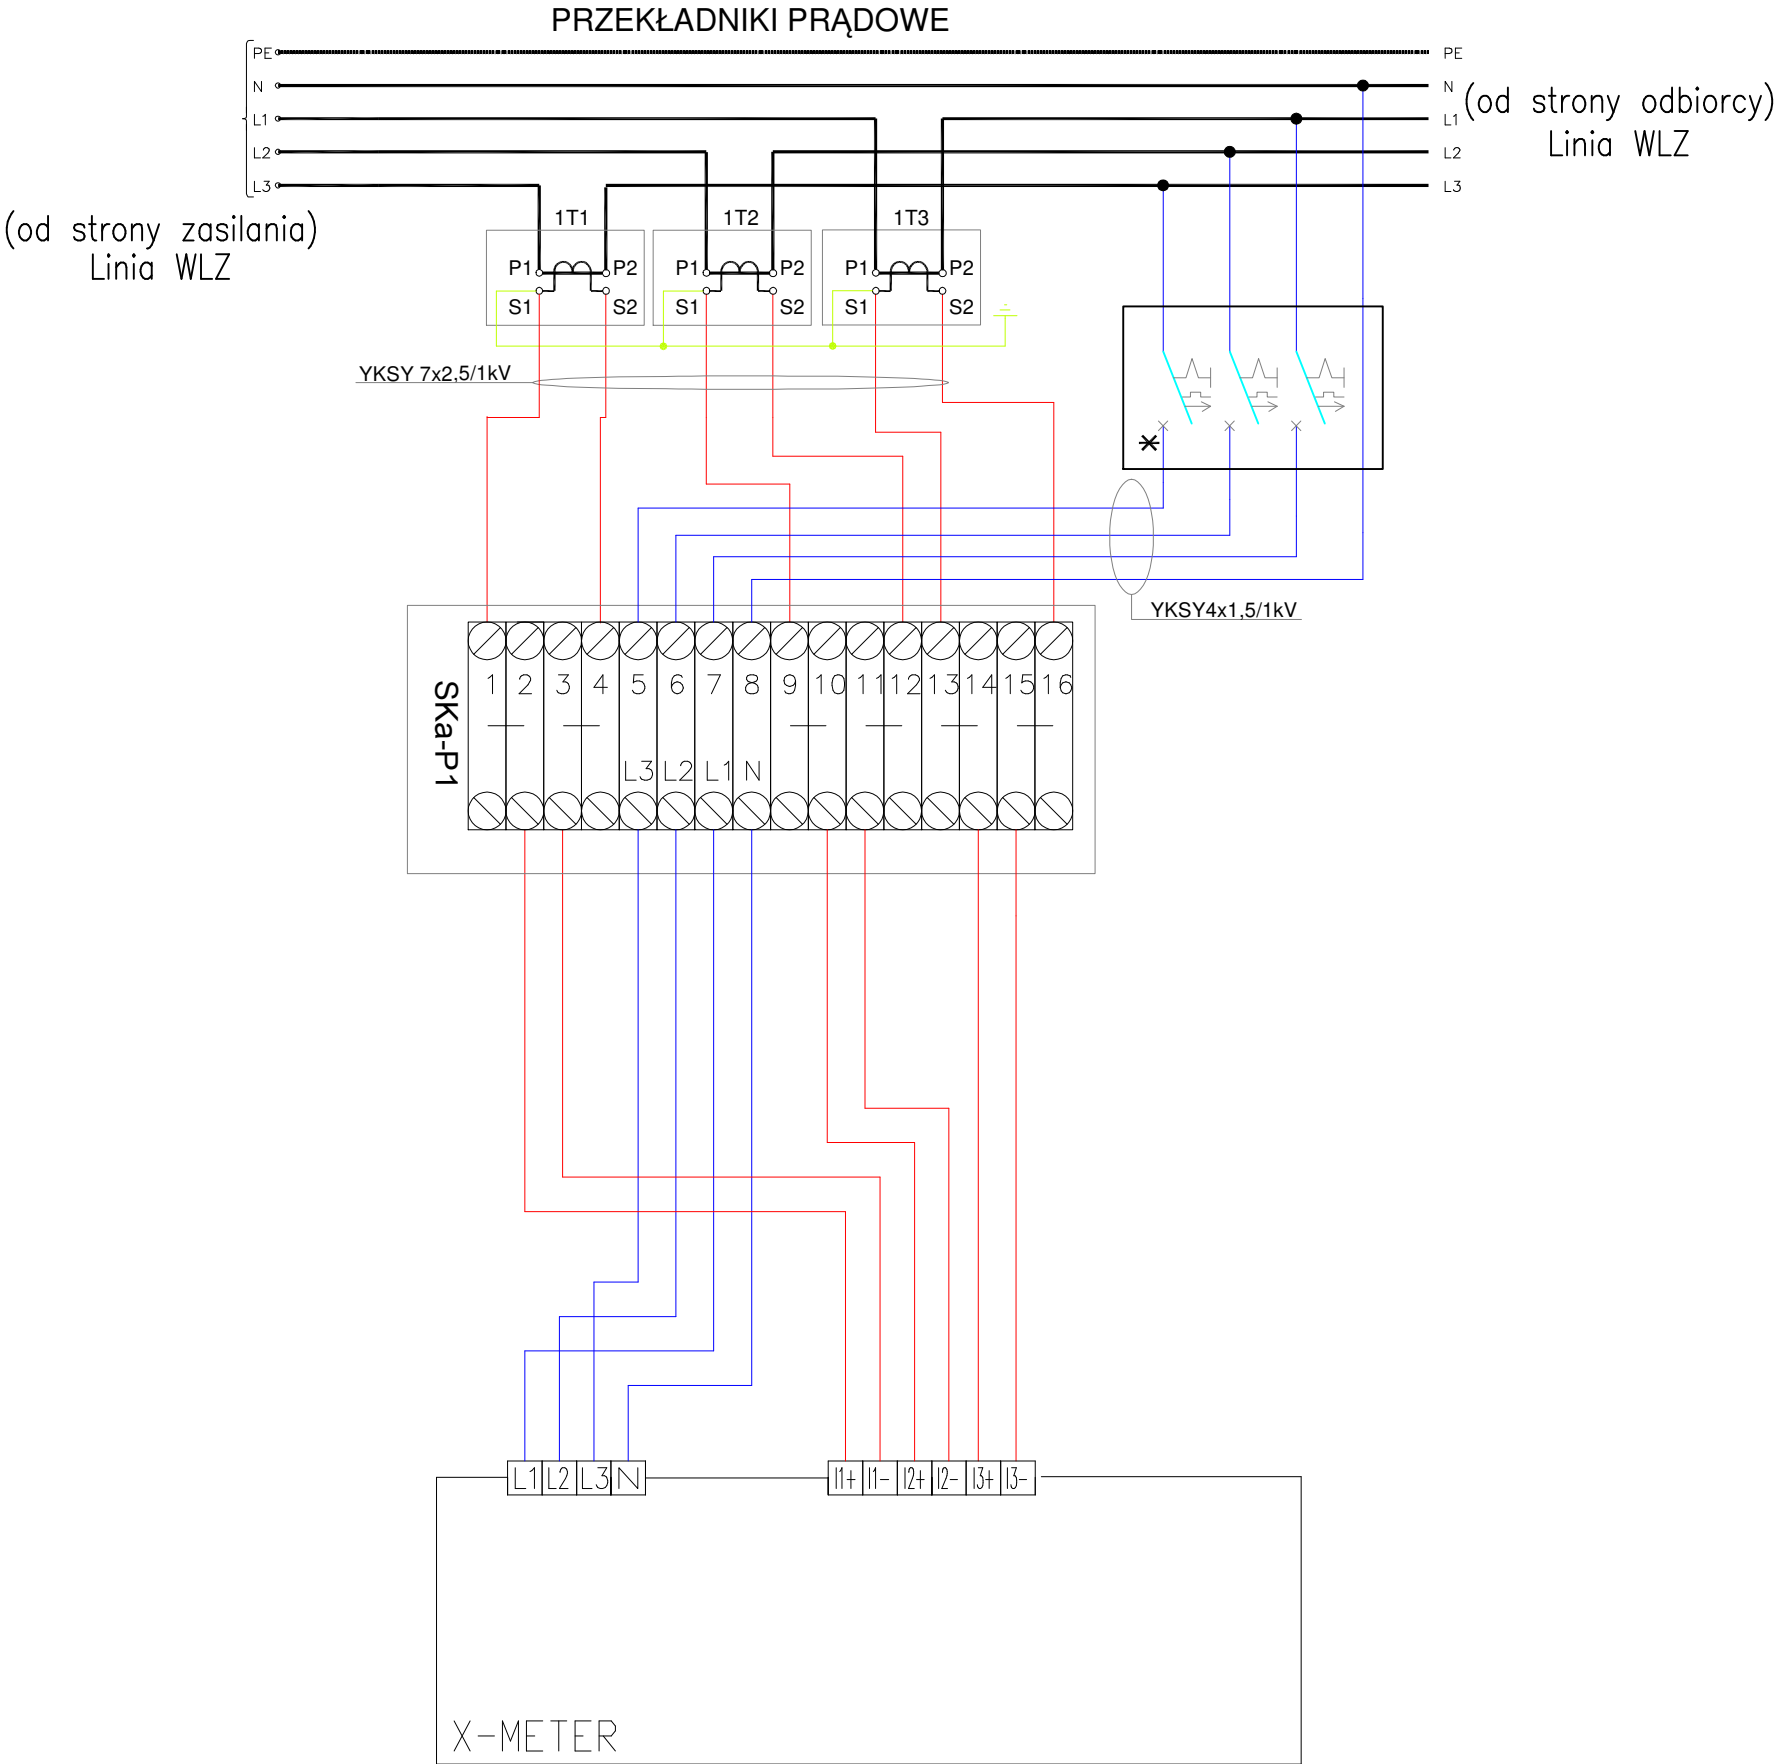 PRZEKŁADNIKI PRĄDOWE
PE
PE
N
N
(od strony odbiorcy)
L1
L1
Linia WLZ
L2
L2
L3
L3
(od strony zasilania)
Linia WLZ
1T1
1T2
1T3
P1
P2
P1
P2
P1
P2
S1
S2
S1
S2
S1
S2
YKSY 7x2,5/1kV
YKSY4x1,5/1kV
SKa-P1
1 2 3 4 5 6 7 8 9 10 11 12 13 14 15 16
L3 L2 L1 N
L1 L2 L3 N
I1+ I1- I2+ I2- I3+ I3-
X-METER